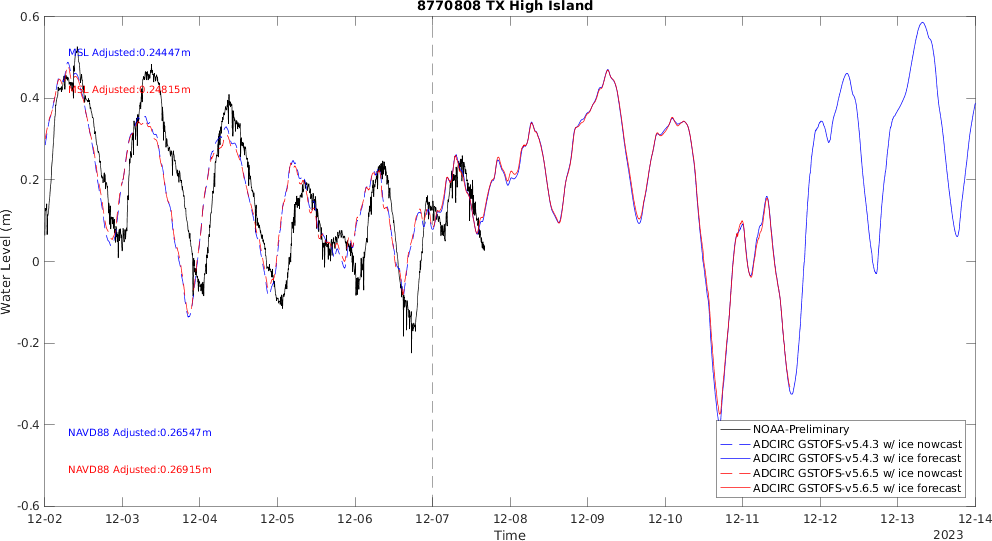 8770808 TX High Island
0.6
0.4
0.2
0
-0.2
-0.4
-0.6
Water Level (m)
MSL Adjusted:0.24447m
MSL Adjusted:0.24815m
NAVD88 Adjusted:0.26547m
NAVD88 Adjusted:0.26915m
NOAA-Preliminary
ADCIRC GSTOFS-v5.4.3 w/ ice nowcast
ADCIRC GSTOFS-v5.4.3 w/ ice forecast
ADCIRC GSTOFS-v5.6.5 w/ ice nowcast
ADCIRC GSTOFS-v5.6.5 w/ ice forecast
12-02 12-03 12-04 12-05 12-06 12-07 12-08 12-09 12-10 12-11 12-12 12-13 12-14
Time
2023